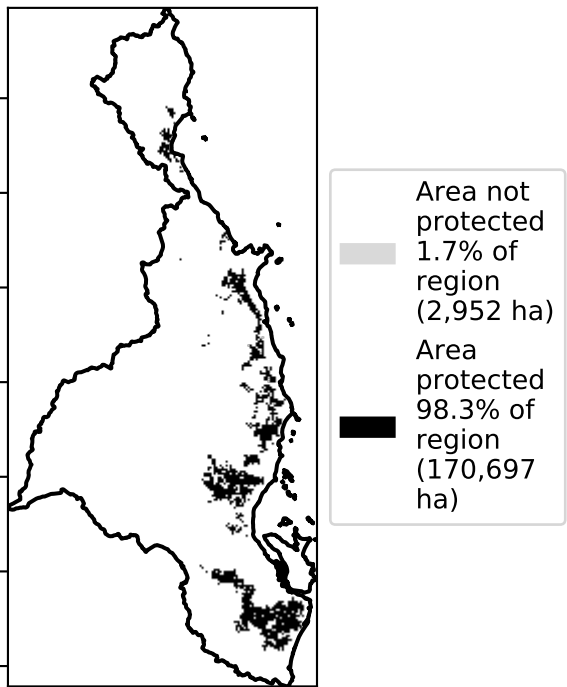 Area not
protected
1.7% of
region
(2,952 ha)
Area
protected
98.3% of
region
(170,697
ha)